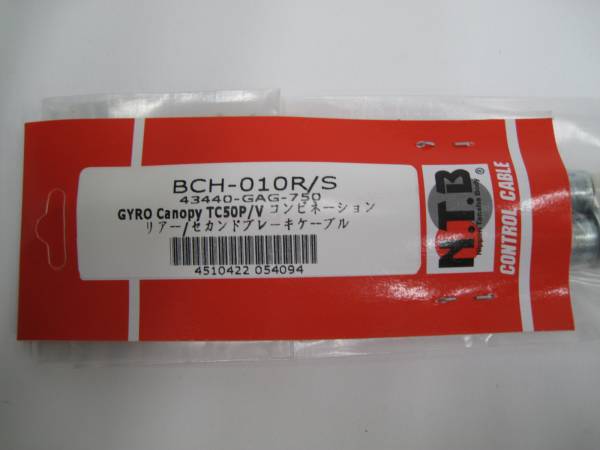 BCH-010R/S
43440-GAG-750
GYRO Canopy TC50P/V コンビネーション
リアー/セカンドブレーキケーブル
4510422 054094
N.T.B ®
CONTROL CABLE